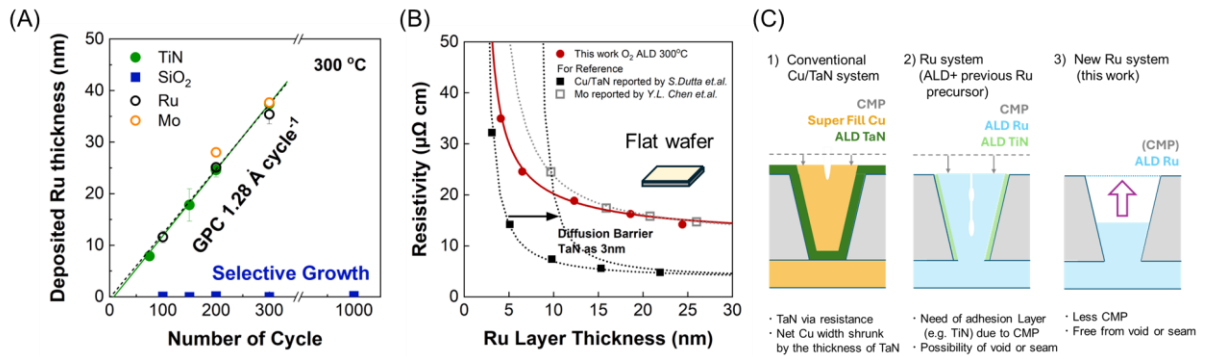 (A)
Deposited Ru thickness (nm)
50
40
30
20
10
0
TiN
SiO2
Ru
Mo
300 °C
GPC 1.28 Å cycle-1
Selective Growth
0
100
200
300
1000
Number of Cycle
(B)
Resistivity (μΩ cm)
50
40
30
20
10
0
This work O2 ALD 300°C
For Reference
Cu/TaN reported by S.Dutta et.al.
Mo reported by Y.L. Chen et.al.
Flat wafer
Diffusion Barrier
TaN as 3nm
0
5
10
15
20
25
30
Ru Layer Thickness (nm)
(C)
1) Conventional
Cu/TaN system
CMP
Super Fill Cu
ALD TaN
• TaN via resistance
• Net Cu width shrunk
by the thickness of TaN
2) Ru system
(ALD+ previous Ru
precursor)
CMP
ALD Ru
ALD TiN
• Need of adhesion Layer
(e.g. TiN) due to CMP
• Possibility of void or seam
3) New Ru system
(this work)
(CMP)
ALD Ru
• Less CMP
• Free from void or seam